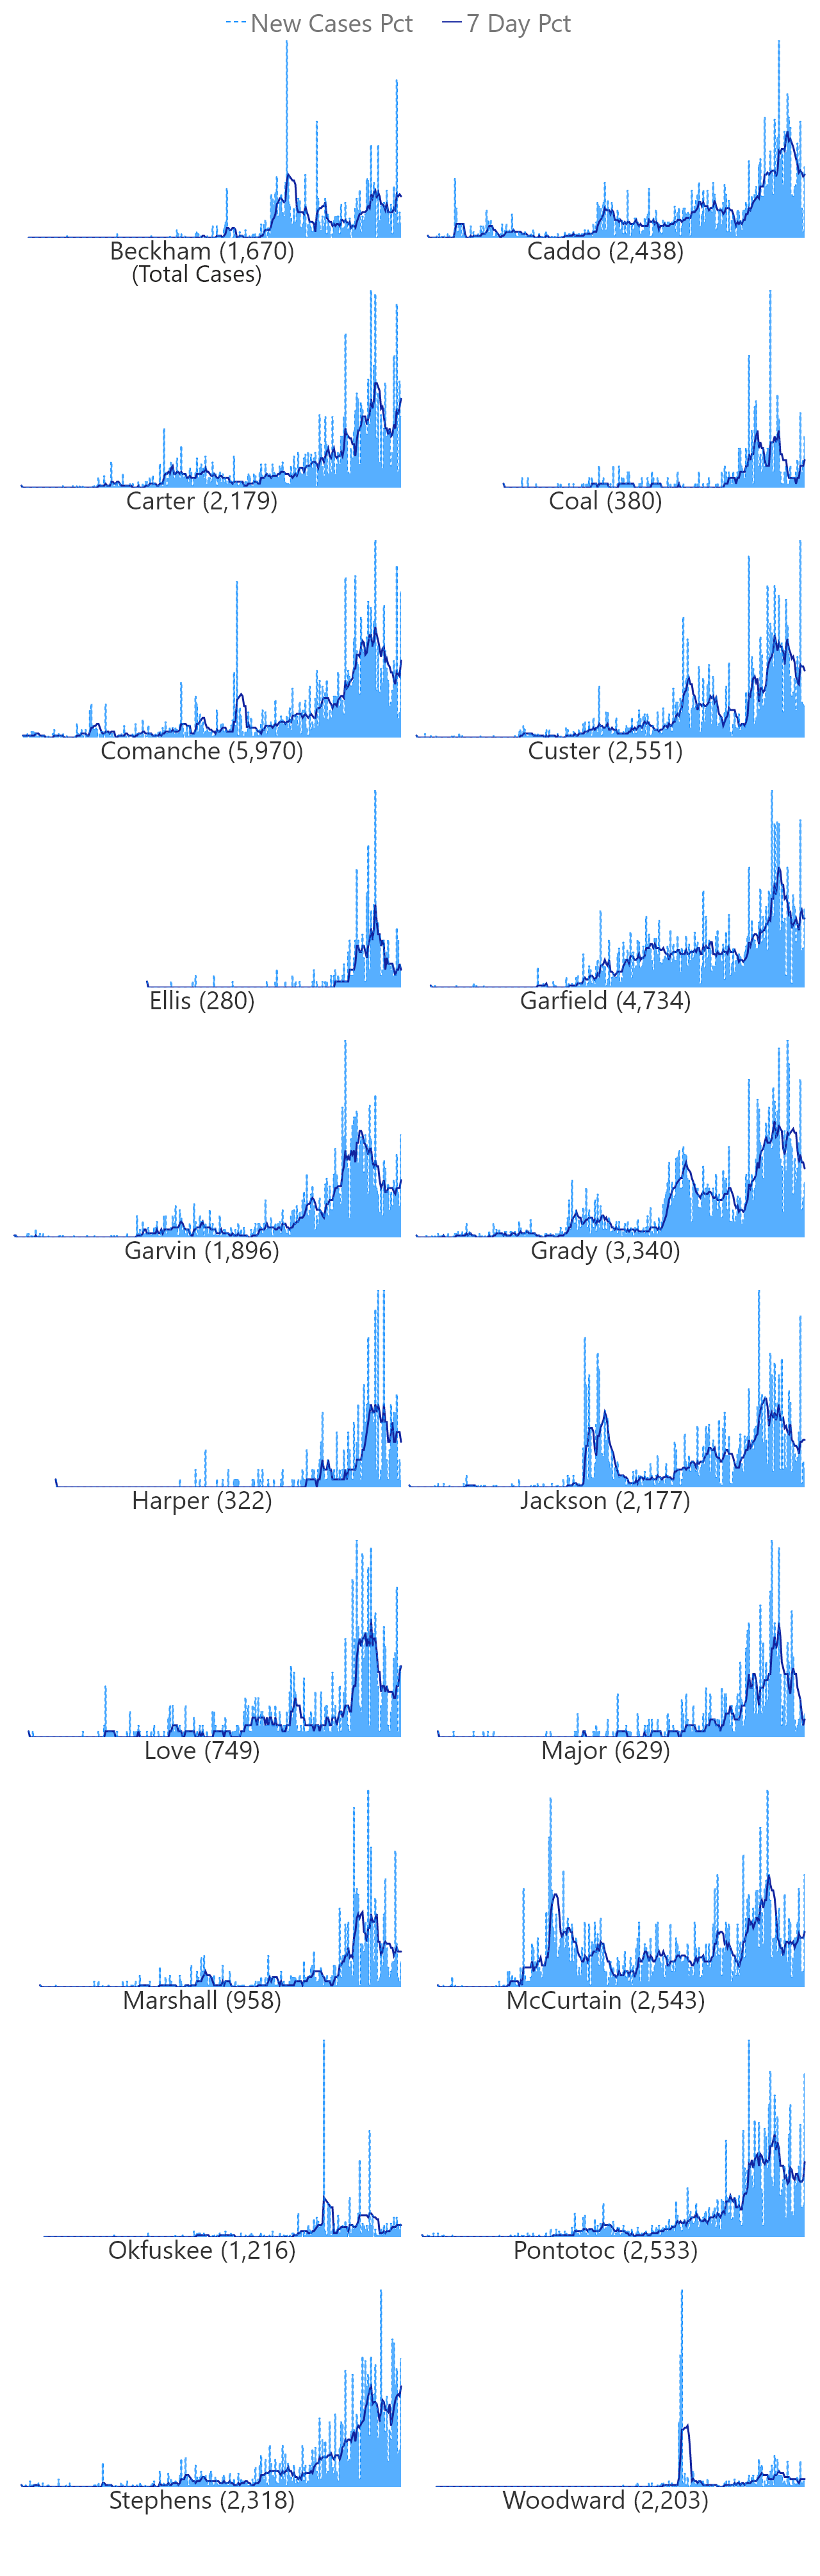 New Cases Pct 7 Day Pct
Beckham (1,670) Caddo (2,438)
(Total Cases)
Carter (2,179) Coal (380)
Comanche (5,970) Custer (2,551)
Ellis (280) Garfield (4,734)
Garvin (1,896) Grady (3,340)
Harper (322) Jackson (2,177)
Love (749) Major (629)
Marshall (958) McCurtain (2,543)
Okfuskee (1,216) Pontotoc (2,533)
Stephens (2,318) Woodward (2,203)